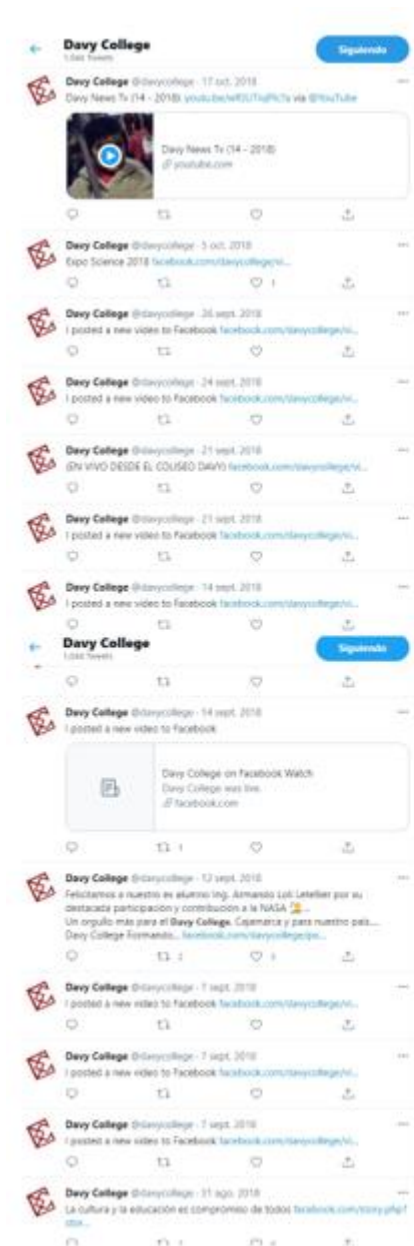 Davy College
Siguiendo
Davy College @davycollege · 17 oct. 2018
Davy News Tv (14 - 2018) via @YouTube
Davy News Tv (14 - 2018)
youtube.com
Davy College @davycollege · 5 oct. 2018
Expo Science 2018 facebook.com/davycollege/vi...
1
Davy College @davycollege · 26 sept. 2018
I posted a new video to Facebook facebook.com/davycollege/vi...
Davy College @davycollege · 24 sept. 2018
I posted a new video to Facebook facebook.com/davycollege/vi...
Davy College @davycollege · 21 sept. 2018
(EN VIVO DESDE EL COLISEO DAVY) facebook.com/davycollege/vi...
Davy College @davycollege · 21 sept. 2018
I posted a new video to Facebook facebook.com/davycollege/vi...
Davy College @davycollege · 14 sept. 2018
I posted a new video to Facebook facebook.com/davycollege/vi...
Davy College
Siguiendo
Davy College @davycollege · 14 sept. 2018
I posted a new video to Facebook
Davy College on Facebook Watch
Davy College was live.
facebook.com
1
Davy College @davycollege · 12 sept. 2018
Felicitamos a nuestro ex alumno Ing. Armando Loli Letelier por su
destacada participación y contribución a la NASA
Un orgullo más para el Davy College, Cajamarca y para nuestro país....
Davy College Formando... facebook.com/davycollege/po...
2
Davy College @davycollege · 7 sept. 2018
I posted a new video to Facebook facebook.com/davycollege/vi...
Davy College @davycollege · 7 sept. 2018
I posted a new video to Facebook facebook.com/davycollege/vi...
Davy College @davycollege · 7 sept. 2018
I posted a new video to Facebook facebook.com/davycollege/vi...
Davy College @davycollege · 31 ago. 2018
La cultura y la educación es compromiso de todos facebook.com/story.php?
stor...